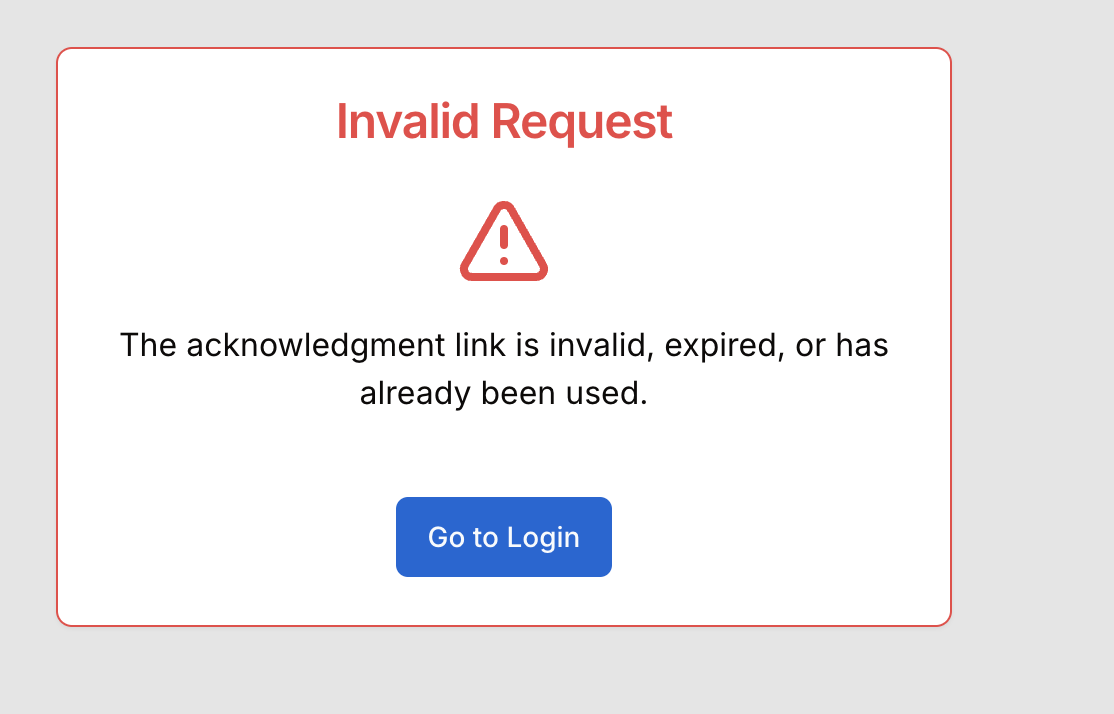 Invalid Request
The acknowledgment link is invalid, expired, or has
already been used.
Go to Login